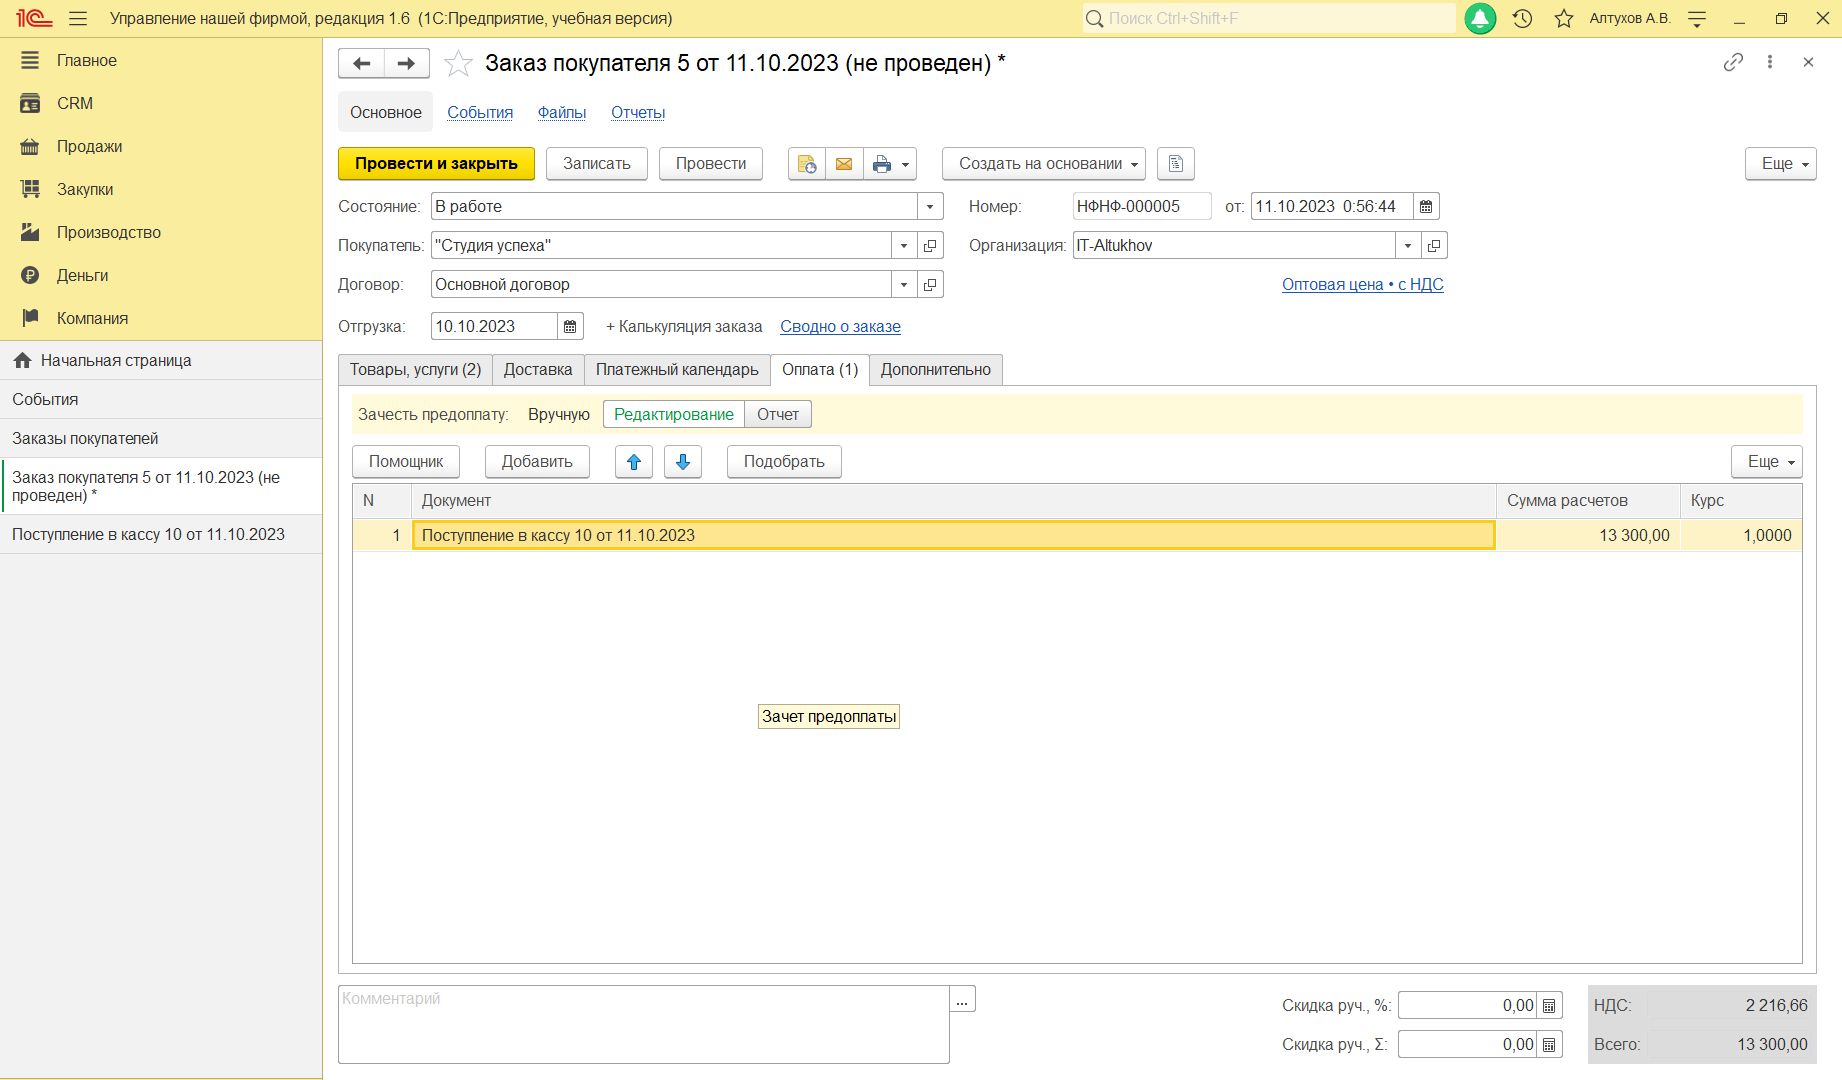 1С Управление нашей фирмой, редакция 1.6 (1С:Предприятие, учебная версия) Поиск Ctrl+Shift+F Алтухов А.В.
Главное
CRM
Продажи
Закупки
Производство
Деньги
Компания
Начальная страница
События
Заказы покупателей
Заказ покупателя 5 от 11.10.2023 (не
проведен) *
Поступление в кассу 10 от 11.10.2023
Заказ покупателя 5 от 11.10.2023 (не проведен) *
Основное События Файлы Отчеты
Провести и закрыть Записать Провести Создать на основании Еще
Состояние: В работе Номер: НФНФ-000005 от: 11.10.2023 0:56:44
Покупатель: "Студия успеха" Организация: IT-Altukhov
Договор: Основной договор Оптовая цена • с НДС
Отгрузка: 10.10.2023 + Калькуляция заказа Сводно о заказе
Товары, услуги (2) Доставка Платежный календарь Оплата (1) Дополнительно
Зачесть предоплату: Вручную Редактирование Отчет
Помощник Добавить Подобрать Еще
N Документ Сумма расчетов Курс
1 Поступление в кассу 10 от 11.10.2023 13 300,00 1,0000
Зачет предоплаты
Комментарий ... Скидка руч., %: 0,00 НДС: 2 216,66
Скидка руч., Σ: 0,00 Всего: 13 300,00